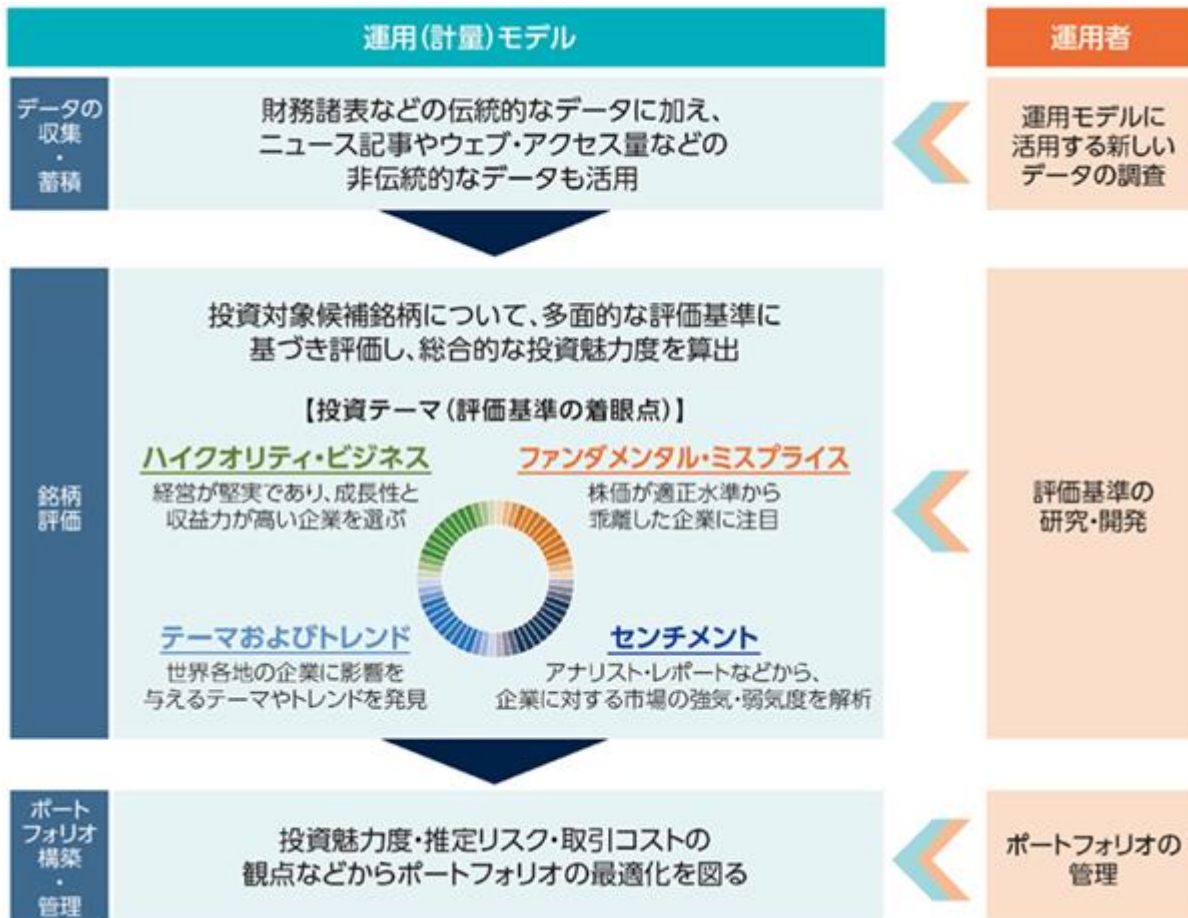 運用(計量)モデル
運用者
データの
収集
・
蓄積
財務諸表などの伝統的なデータに加え、
ニュース記事やウェブ・アクセス量などの
非伝統的なデータも活用
運用モデルに
活用する新しい
データの調査
銘柄
評価
投資対象候補銘柄について、多面的な評価基準に
基づき評価し、総合的な投資魅力度を算出
【投資テーマ(評価基準の着眼点)】
ハイクオリティ・ビジネス
経営が堅実であり、成長性と
収益力が高い企業を選ぶ
ファンダメンタル・ミスプライス
株価が適正水準から
乖離した企業に注目
テーマおよびトレンド
世界各地の企業に影響を
与えるテーマやトレンドを発見
センチメント
アナリスト・レポートなどから、
企業に対する市場の強気・弱気度を解析
評価基準の
研究・開発
ポート
フォリオ
構築
・
管理
投資魅力度・推定リスク・取引コストの
観点などからポートフォリオの最適化を図る
ポートフォリオの
管理